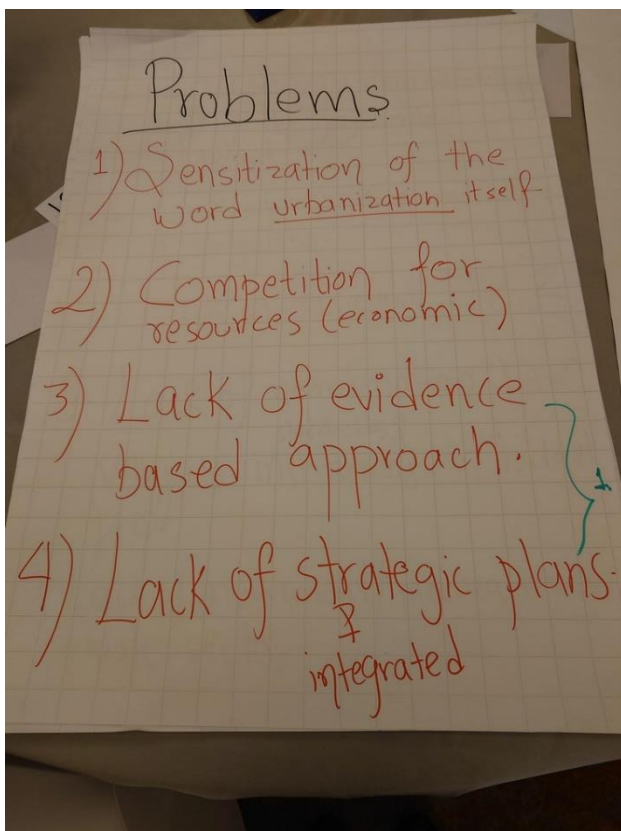 Problems
1) Sensitization of the
word urbanization itself
2) Competition for
resources (economic)
3) Lack of evidence
based approach.
1
4) Lack of strategic plans.
&
integrated